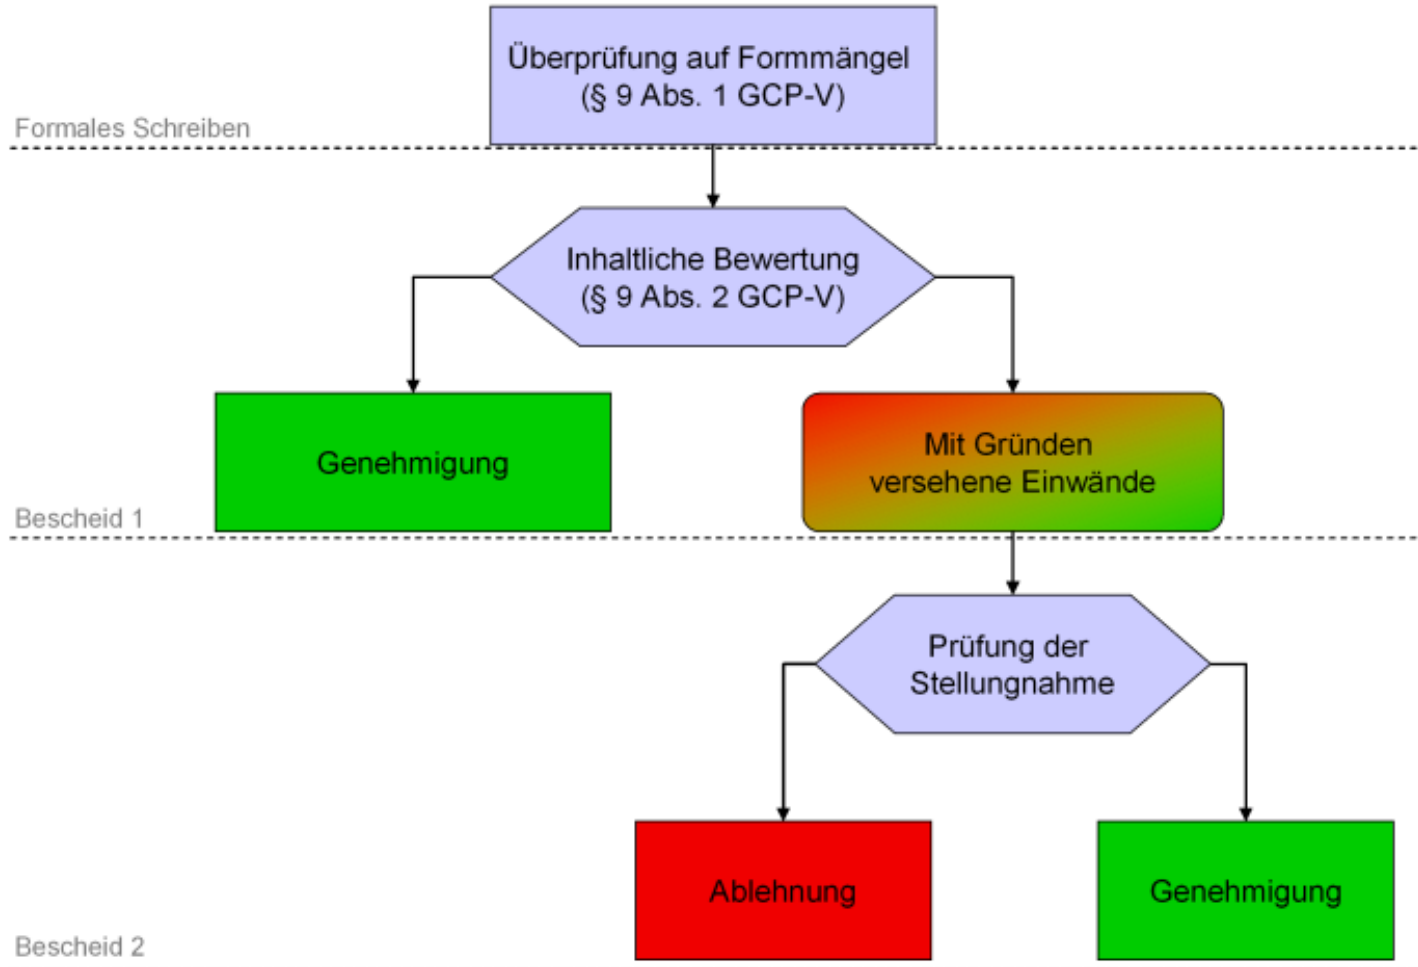 Überprüfung auf Formmängel
(§ 9 Abs. 1 GCP-V)
Formales Schreiben
Inhaltliche Bewertung
(§ 9 Abs. 2 GCP-V)
Genehmigung
Mit Gründen
versehene Einwände
Bescheid 1
Prüfung der
Stellungnahme
Ablehnung
Genehmigung
Bescheid 2